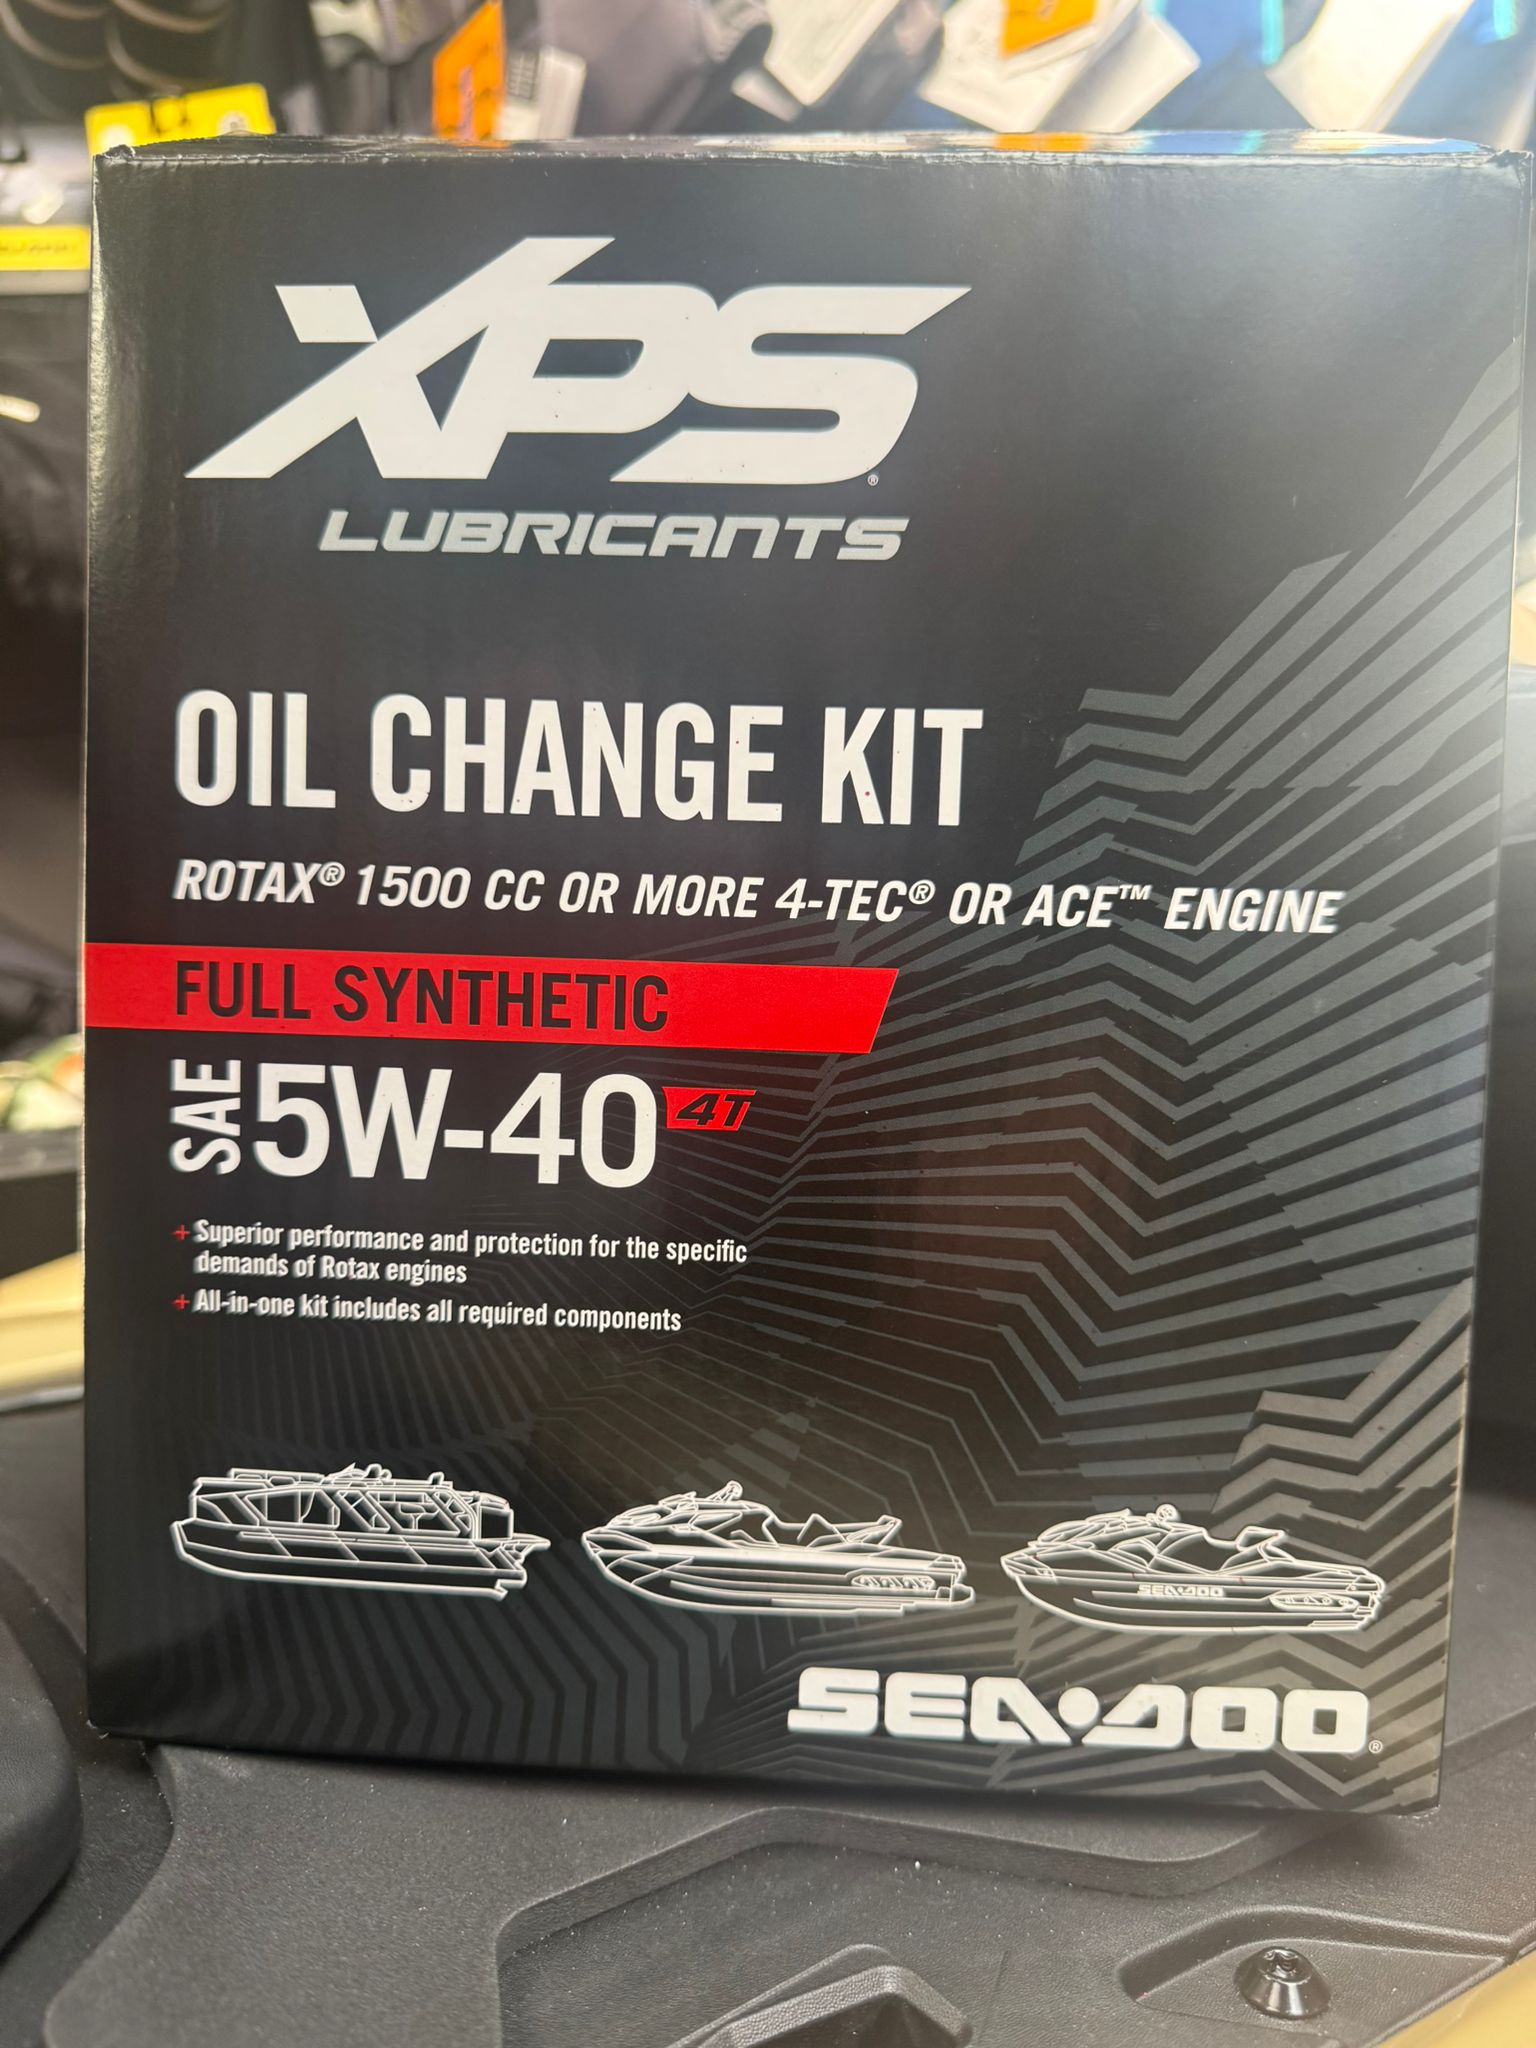 XPS®
LUBRICANTS
OIL CHANGE KIT
ROTAX® 1500 CC OR MORE 4-TEC® OR ACE™ ENGINE
FULL SYNTHETIC
SAE 5W-40 4T
+ Superior performance and protection for the specific
demands of Rotax engines
+ All-in-one kit includes all required components
SEA-DOO
SEA-DOO®